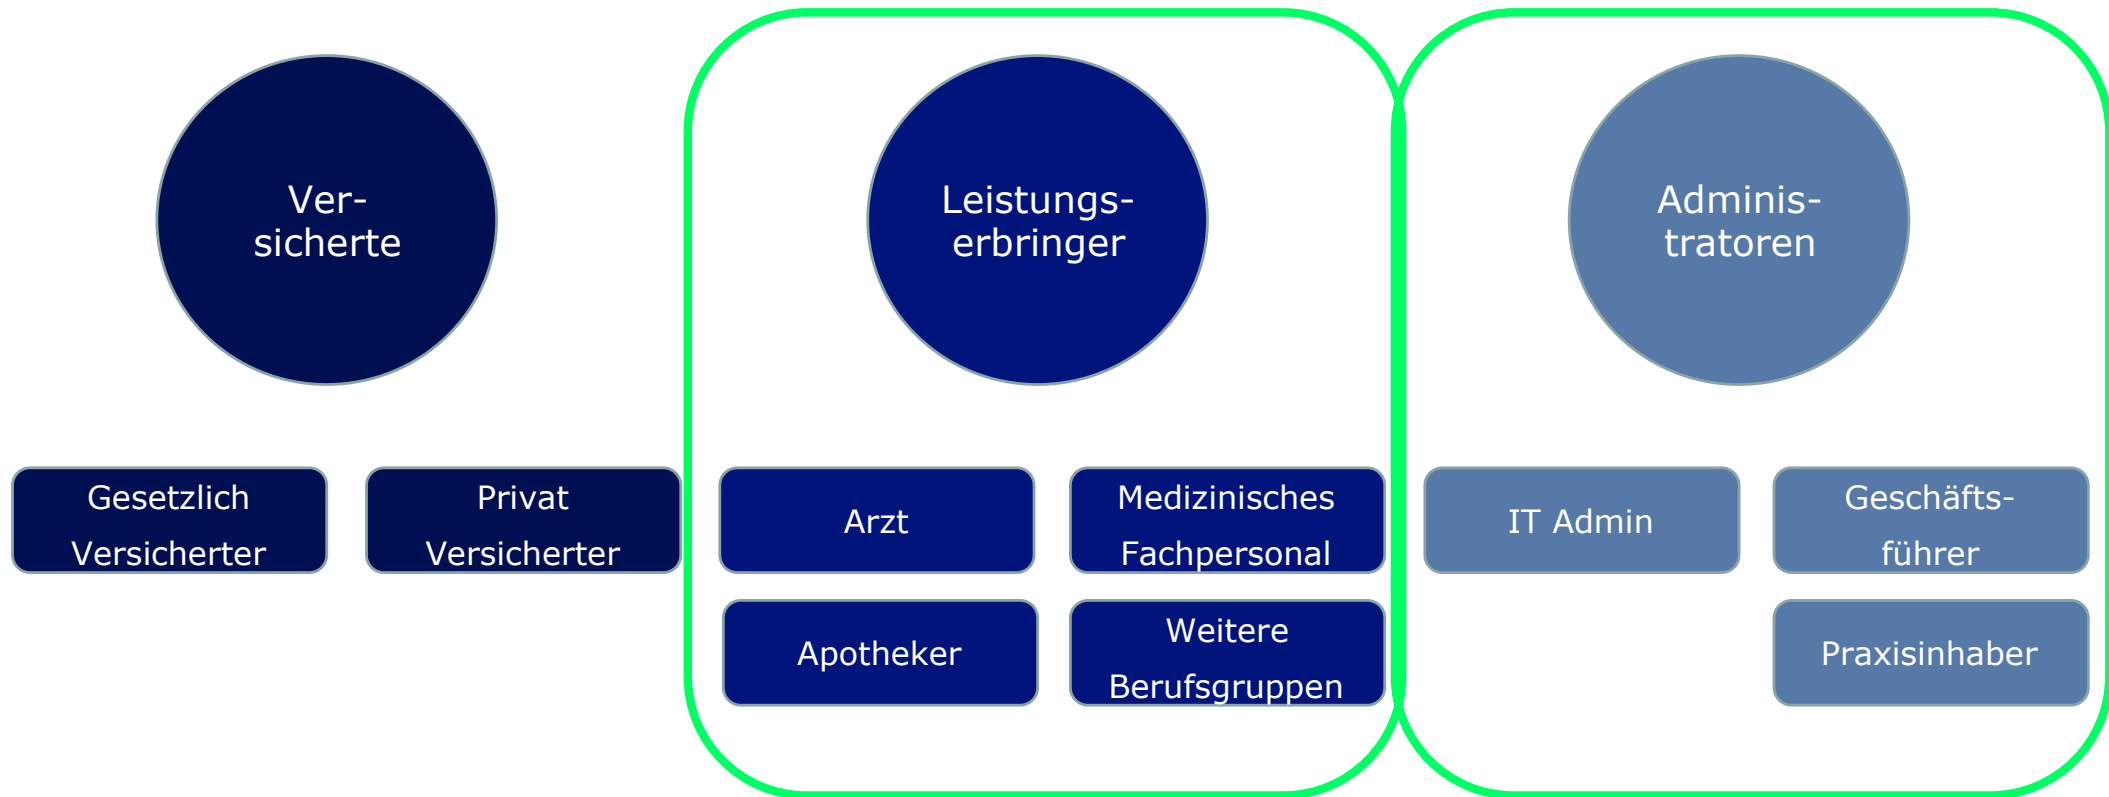 Ver-
sicherte
Leistungs-
erbringer
Adminis-
tratoren
Gesetzlich
Versicherter
Privat
Versicherter
Arzt
Medizinisches
Fachpersonal
IT Admin
Geschäfts-
führer
Apotheker
Weitere
Berufsgruppen
Praxisinhaber